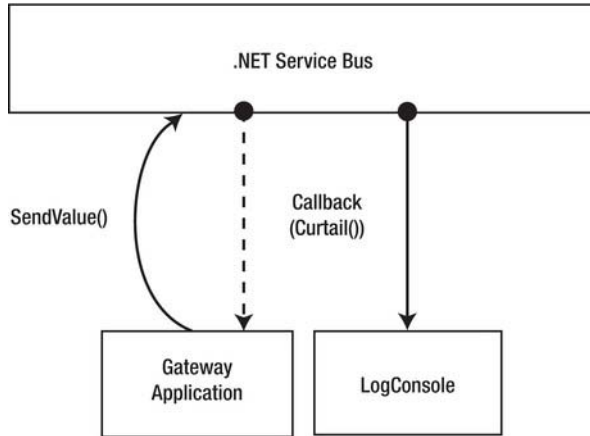 .NET Service Bus
SendValue()
Callback
(Curtail())
Gateway
Application
LogConsole